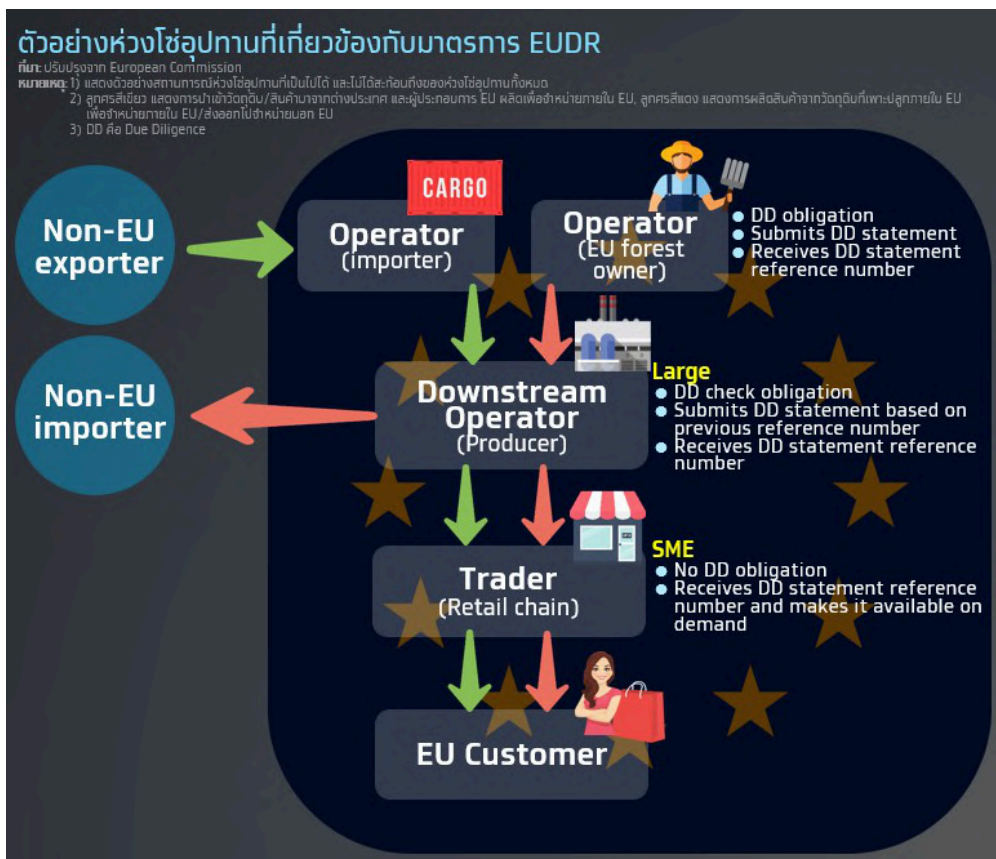 ตัวอย่างห่วงโซ่อุปทานที่เกี่ยวข้องกับมาตรการ EUDR
ที่มา: ปรับปรุงจาก European Commission
หมายเหตุ: 1) แสดงตัวอย่างสถานการณ์ห่วงโซ่อุปทานที่เป็นไปได้ และไม่ได้สะท้อนถึงของห่วงโซ่อุปทานทั้งหมด
2) ลูกศรสีเขียว แสดงการนำเข้าวัตถุดิบ/สินค้ามาจากต่างประเทศ และผู้ประกอบการ EU ผลิตเพื่อจำหน่ายภายใน EU, ลูกศรสีแดง แสดงการผลิตสินค้าจากวัตถุดิบที่เพาะปลูกภายใน EU
เพื่อจำหน่ายภายใน EU/ส่งออกไปจำหน่ายนอก EU
3) DD คือ Due Diligence
CARGO
Non-EU
exporter
Operator
(importer)
Operator
(EU forest
owner)
DD obligation
Submits DD statement
Receives DD statement
reference number
Non-EU
importer
Downstream
Operator
(Producer)
Large
DD check obligation
Submits DD statement based on
previous reference number
Receives DD statement reference
number
Trader
(Retail chain)
SME
No DD obligation
Receives DD statement reference
number and makes it available on
demand
EU Customer